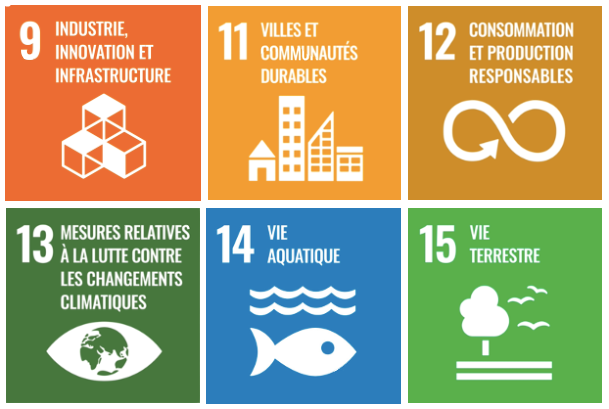 9 INDUSTRIE,
INNOVATION ET
INFRASTRUCTURE
11 VILLES ET
COMMUNAUTÉS
DURABLES
12 CONSOMMATION
ET PRODUCTION
RESPONSABLES
13 MESURES RELATIVES
À LA LUTTE CONTRE
LES CHANGEMENTS
CLIMATIQUES
14 VIE
AQUATIQUE
15 VIE
TERRESTRE